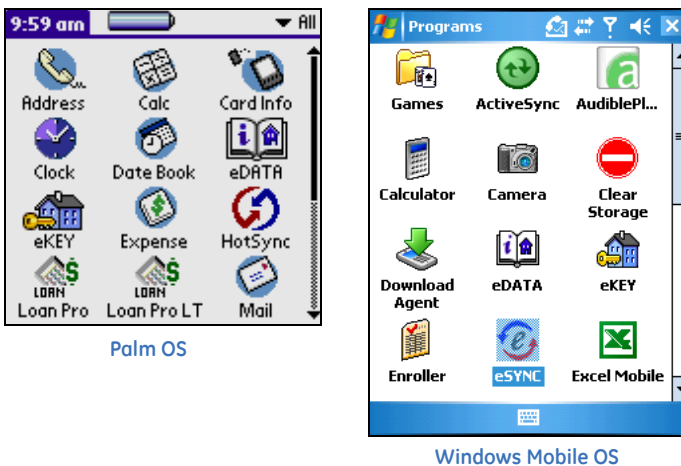 9:59 am
All
Address Calc Card Info
Clock Date Book eDATA
eKEY Expense HotSync
LOAN LOAN
Loan Pro Loan Pro LT Mail
Palm OS
Programs
Games ActiveSync AudiblePl...
Calculator Camera Clear
Storage
Download eDATA eKEY
Agent
Enroller eSYNC Excel Mobile
Windows Mobile OS